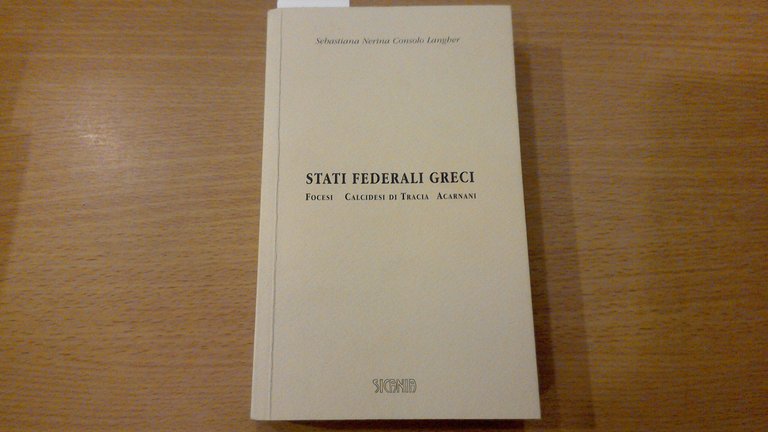 Sebastiana Nerina Consolo Langher
STATI FEDERALI GRECI
FOCESI CALCIDESI DI TRACIA ACARNANI
SICANIA